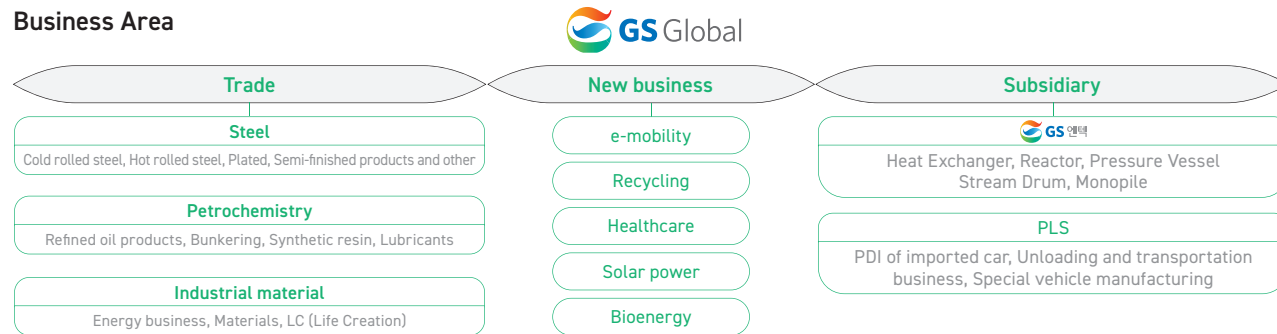 Business Area
GS Global
Trade
Steel
Cold rolled steel, Hot rolled steel, Plated, Semi-finished products and other
Petrochemistry
Refined oil products, Bunkering, Synthetic resin, Lubricants
Industrial material
Energy business, Materials, LC (Life Creation)
New business
e-mobility
Recycling
Healthcare
Solar power
Bioenergy
Subsidiary
GS 엔텍
Heat Exchanger, Reactor, Pressure Vessel
Stream Drum, Monopile
PLS
PDI of imported car, Unloading and transportation
business, Special vehicle manufacturing